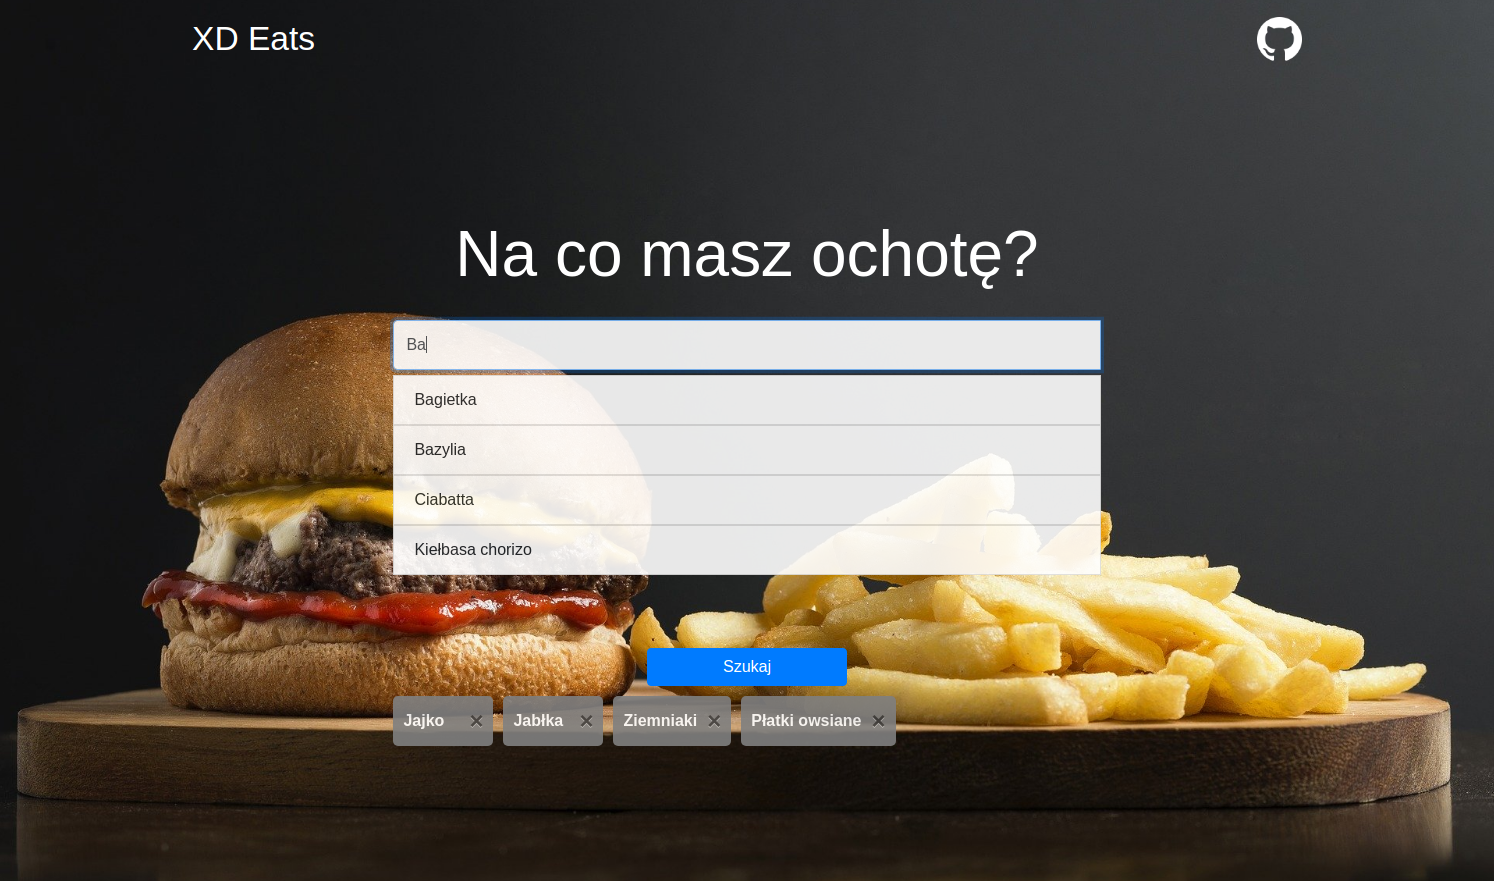 XD Eats
Na co masz ochotę?
Ba
Bagietka
Bazylia
Ciabatta
Kiełbasa chorizo
Szukaj
Jajko × Jabłka × Ziemniaki × Płatki owsiane ×